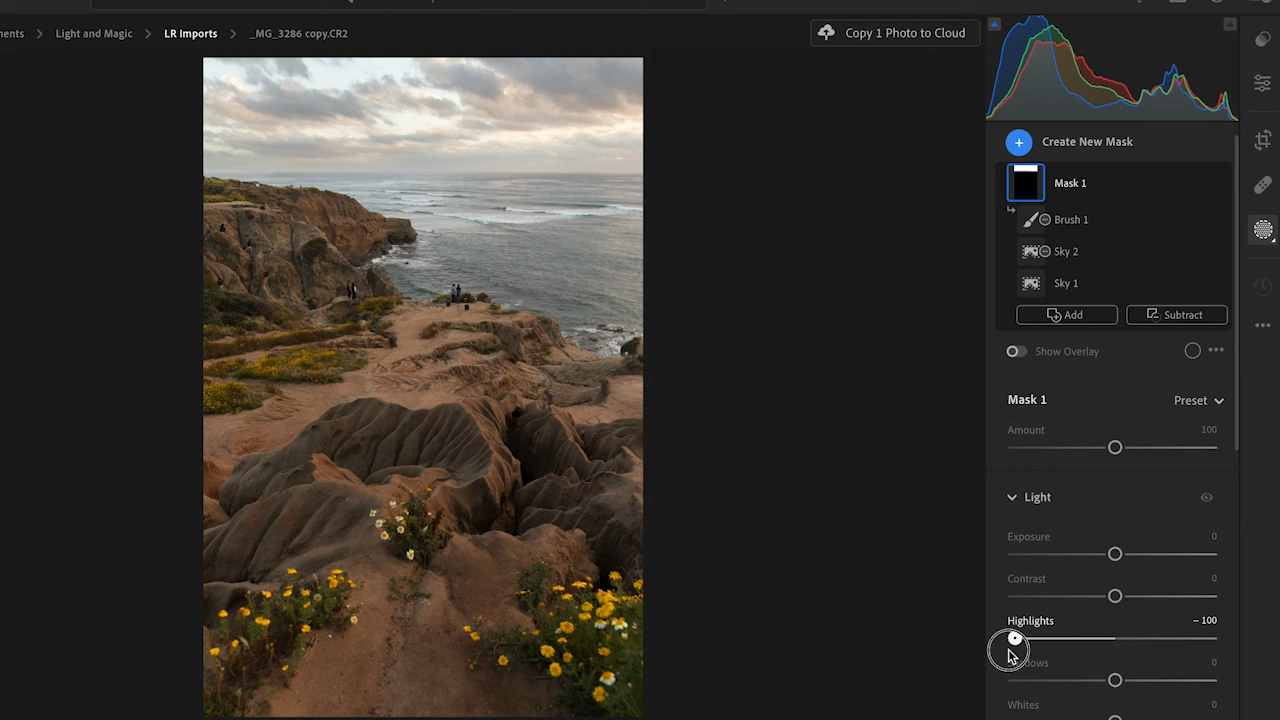 ments > Light and Magic > LR Imports > _MG_3286 copy.CR2
Copy 1 Photo to Cloud
Create New Mask
Mask 1
Brush 1
Sky 2
Sky 1
Add Subtract
Show Overlay
Mask 1 Preset
Amount 100
Light
Exposure 0
Contrast 0
Highlights – 100
dows 0
Whites 0